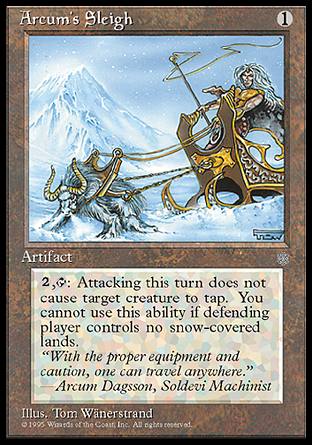 Arcum's Sleigh 1
Artifact
2, : Attacking this turn does not
cause target creature to tap. You
cannot use this ability if defending
player controls no snow-covered
lands.
"With the proper equipment and
caution, one can travel anywhere."
—Arcum Dagsson, Soldevi Machinist
Illus. Tom Wänerstrand
© 1995 Wizards of the Coast, Inc. All rights reserved.